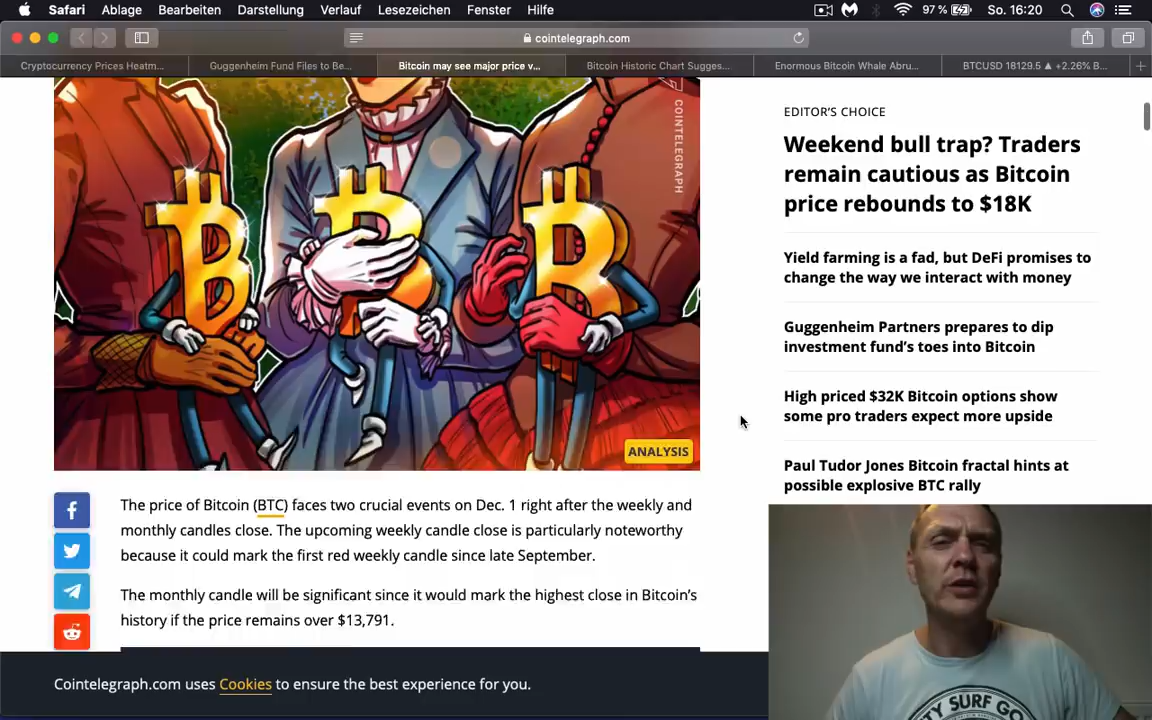 Safari Ablage Bearbeiten Darstellung Verlauf Lesezeichen Fenster Hilfe 97 % So. 16:20
cointelegraph.com
Cryptocurrency Prices Heatm... Guggenheim Fund Files to Be... Bitcoin may see major price v... Bitcoin Historic Chart Sugges... Enormous Bitcoin Whale Abru... BTCUSD 18129.5 ▲ +2.26% B...
COINTELEGRAPH
ANALYSIS
The price of Bitcoin (BTC) faces two crucial events on Dec. 1 right after the weekly and
monthly candles close. The upcoming weekly candle close is particularly noteworthy
because it could mark the first red weekly candle since late September.
The monthly candle will be significant since it would mark the highest close in Bitcoin's
history if the price remains over $13,791.
EDITOR'S CHOICE
Weekend bull trap? Traders
remain cautious as Bitcoin
price rebounds to $18K
Yield farming is a fad, but DeFi promises to
change the way we interact with money
Guggenheim Partners prepares to dip
investment fund's toes into Bitcoin
High priced $32K Bitcoin options show
some pro traders expect more upside
Paul Tudor Jones Bitcoin fractal hints at
possible explosive BTC rally
Cointelegraph.com uses Cookies to ensure the best experience for you.
SURF